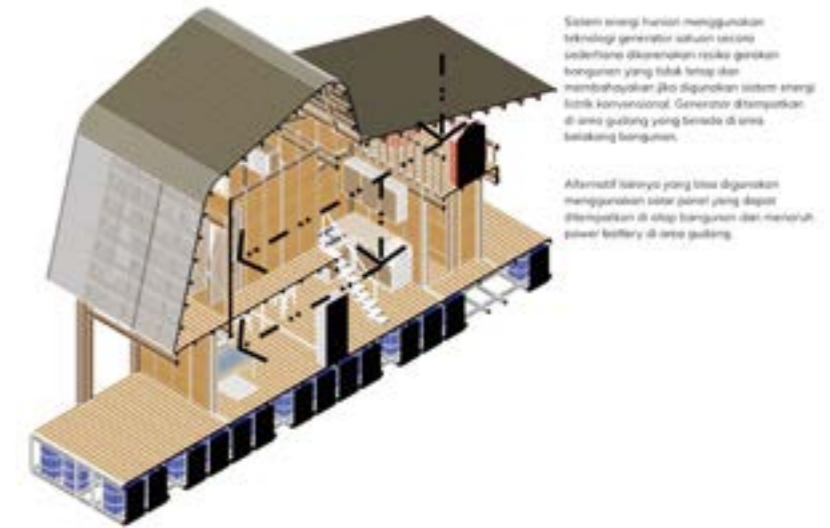 Sistem energi hunian menggunakan
teknologi generator satuan secara
sederhana dikarenakan resiko gerakan
bangunan yang tidak tetap dan
membahayakan jika digunakan sistem energi
listrik konvensional. Generator ditempatkan
di area gudang yang berada di area
belakang bangunan.
Alternatif lainnya yang bisa digunakan
menggunakan solar panel yang dapat
ditempatkan di atap bangunan dan menaruh
power battery di area gudang.